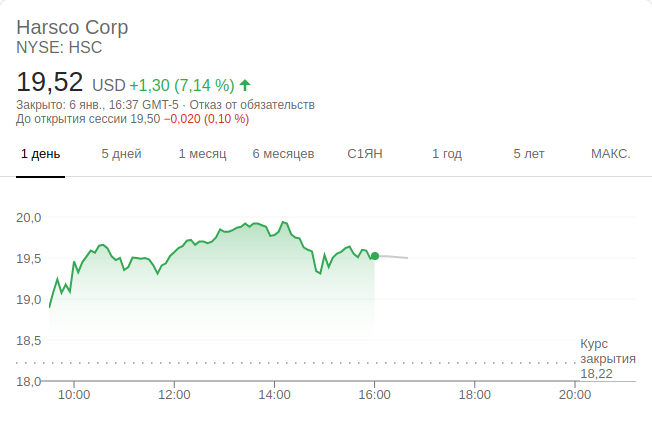 Harsco Corp
NYSE: HSC
19,52 USD +1,30 (7,14 %)
Закрыто: 6 янв., 16:37 GMT-5 · Отказ от обязательств
До открытия сессии 19,50 −0,020 (0,10 %)
1 день 5 дней 1 месяц 6 месяцев С1ЯН 1 год 5 лет МАКС.
20,0
19,5
19,0
18,5
Курс
закрытия
18,22
18,0
10:00 12:00 14:00 16:00 18:00 20:00